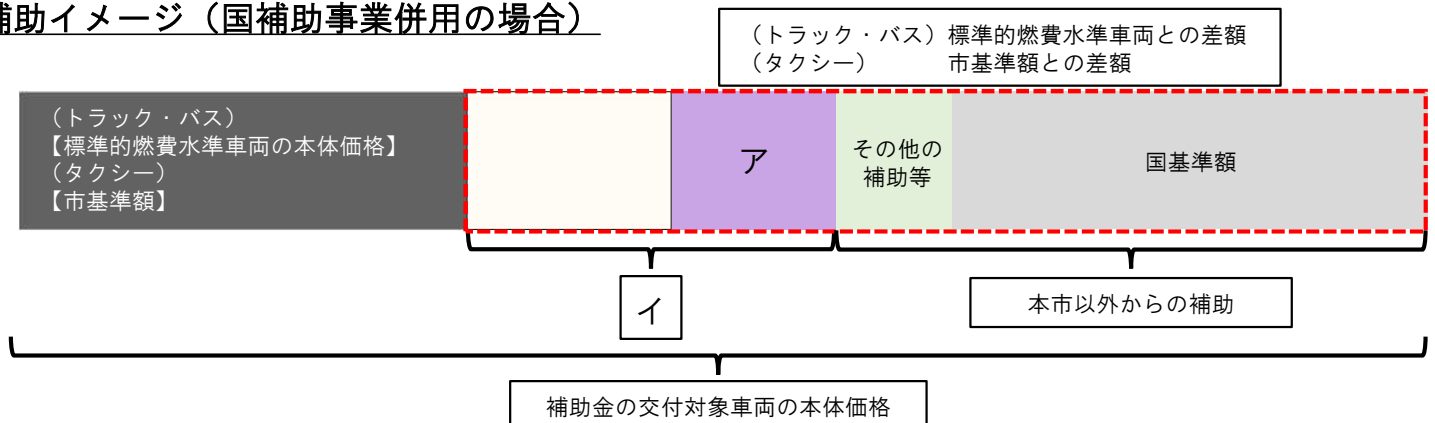 補助イメージ（国補助事業併用の場合）
（トラック・バス）標準的燃費水準車両との差額
（タクシー）　　　市基準額との差額
（トラック・バス）
【標準的燃費水準車両の本体価格】
（タクシー）
【市基準額】
ア
その他の
補助等
国基準額
イ
本市以外からの補助
補助金の交付対象車両の本体価格